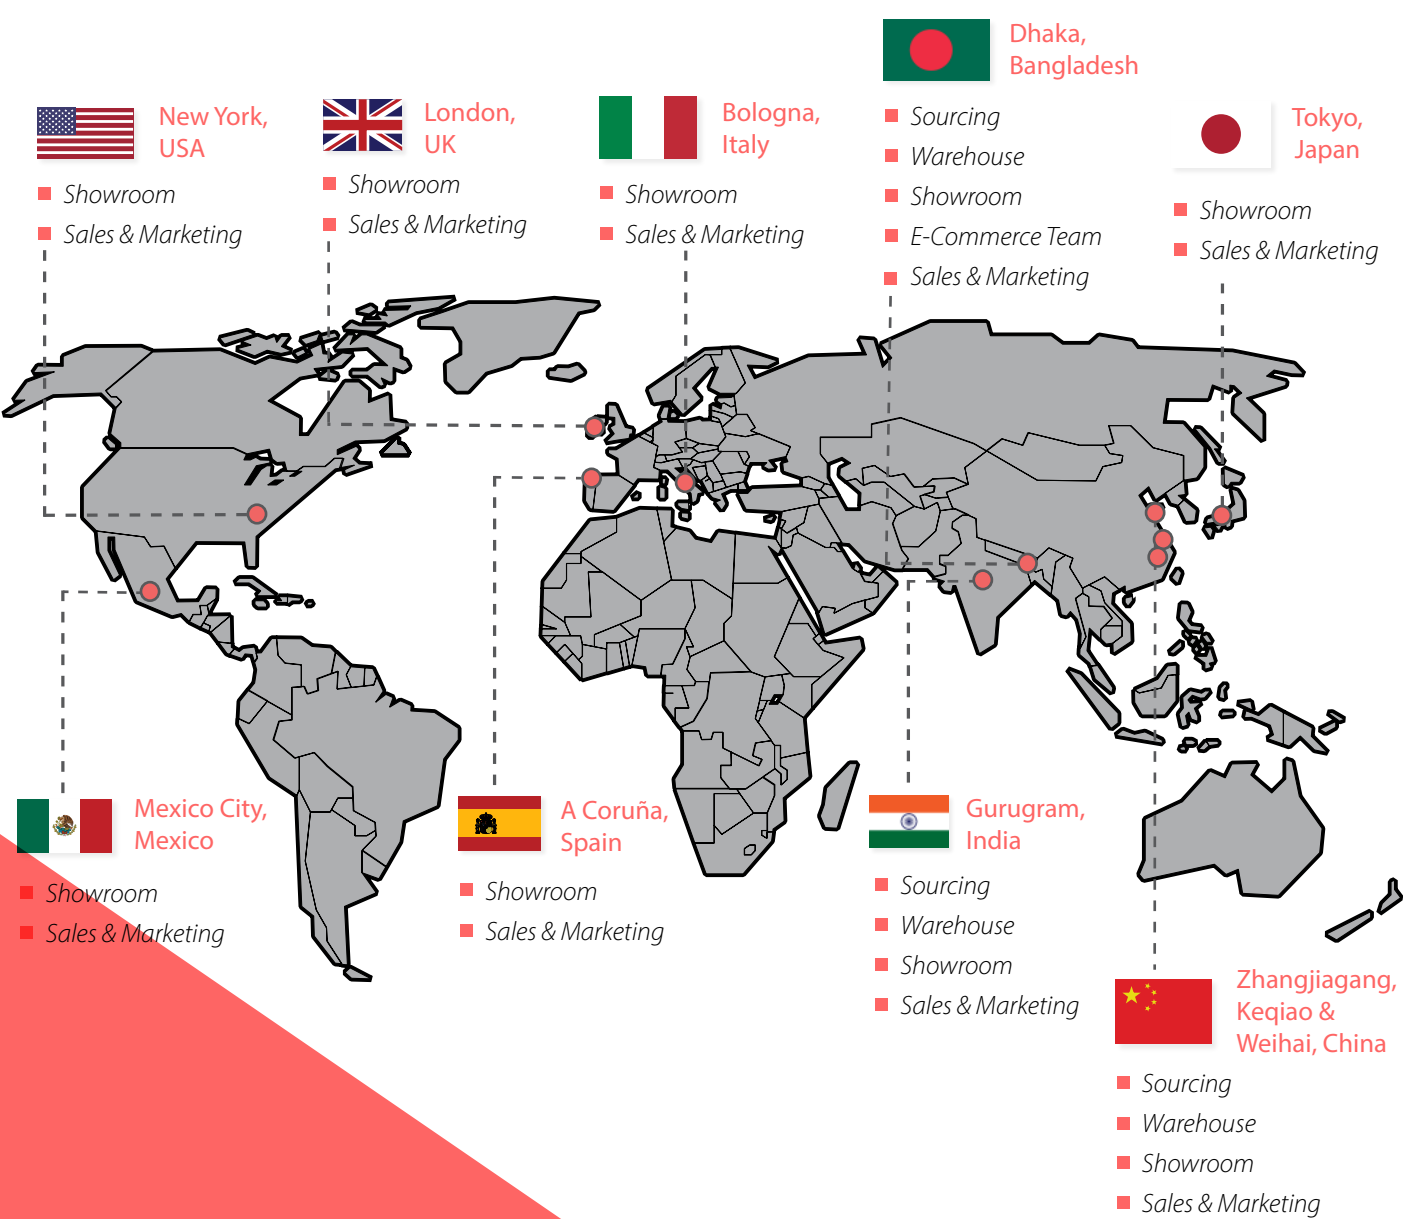 New York,
USA
Showroom
Sales & Marketing
London,
UK
Showroom
Sales & Marketing
Bologna,
Italy
Showroom
Sales & Marketing
Dhaka,
Bangladesh
Sourcing
Warehouse
Showroom
E-Commerce Team
Sales & Marketing
Tokyo,
Japan
Showroom
Sales & Marketing
Mexico City,
Mexico
Showroom
Sales & Marketing
A Coruña,
Spain
Showroom
Sales & Marketing
Gurugram,
India
Sourcing
Warehouse
Showroom
Sales & Marketing
Zhangjiagang,
Keqiao &
Weihai, China
Sourcing
Warehouse
Showroom
Sales & Marketing